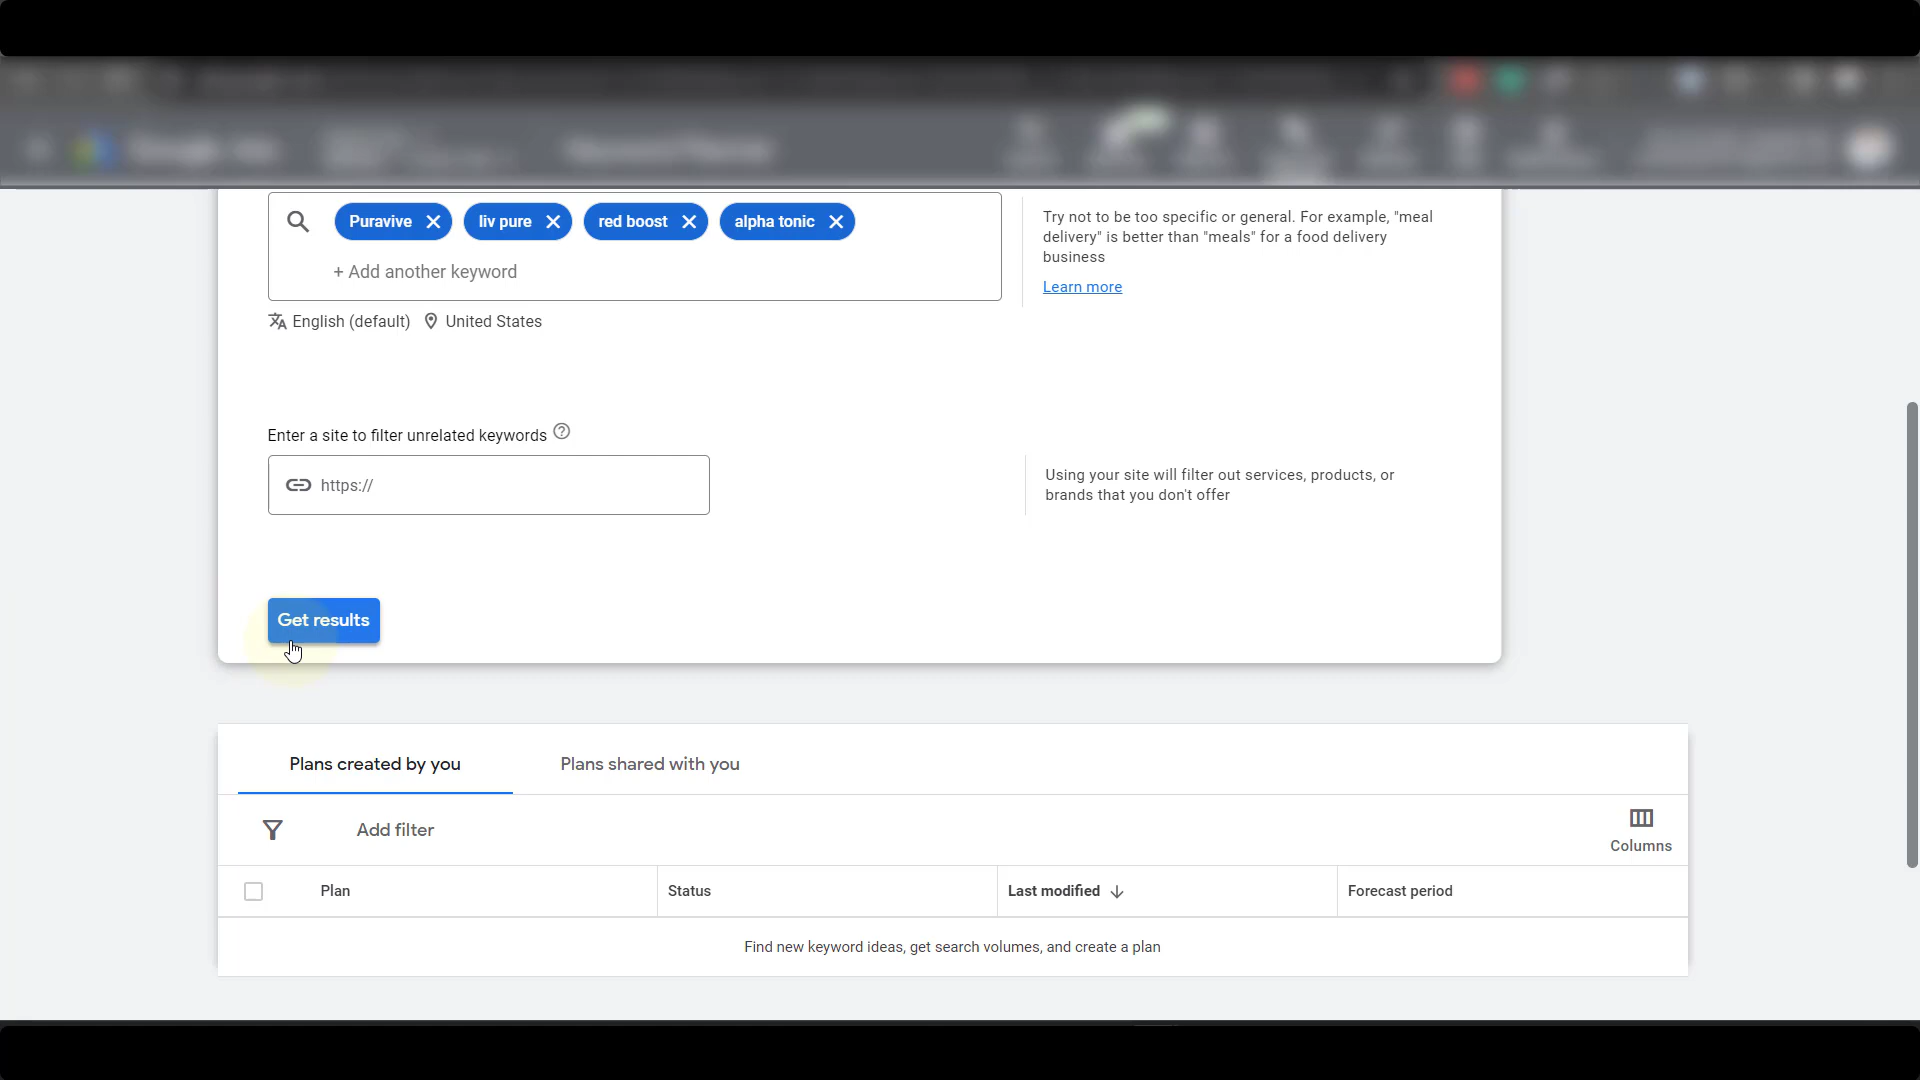 Puravive liv pure red boost alpha tonic
+ Add another keyword
Try not to be too specific or general. For example, "meal
delivery" is better than "meals" for a food delivery
business
Learn more
English (default) United States
Enter a site to filter unrelated keywords
https://
Using your site will filter out services, products, or
brands that you don't offer
Get results
Plans created by you Plans shared with you
Add filter
Columns
Plan Status Last modified Forecast period
Find new keyword ideas, get search volumes, and create a plan